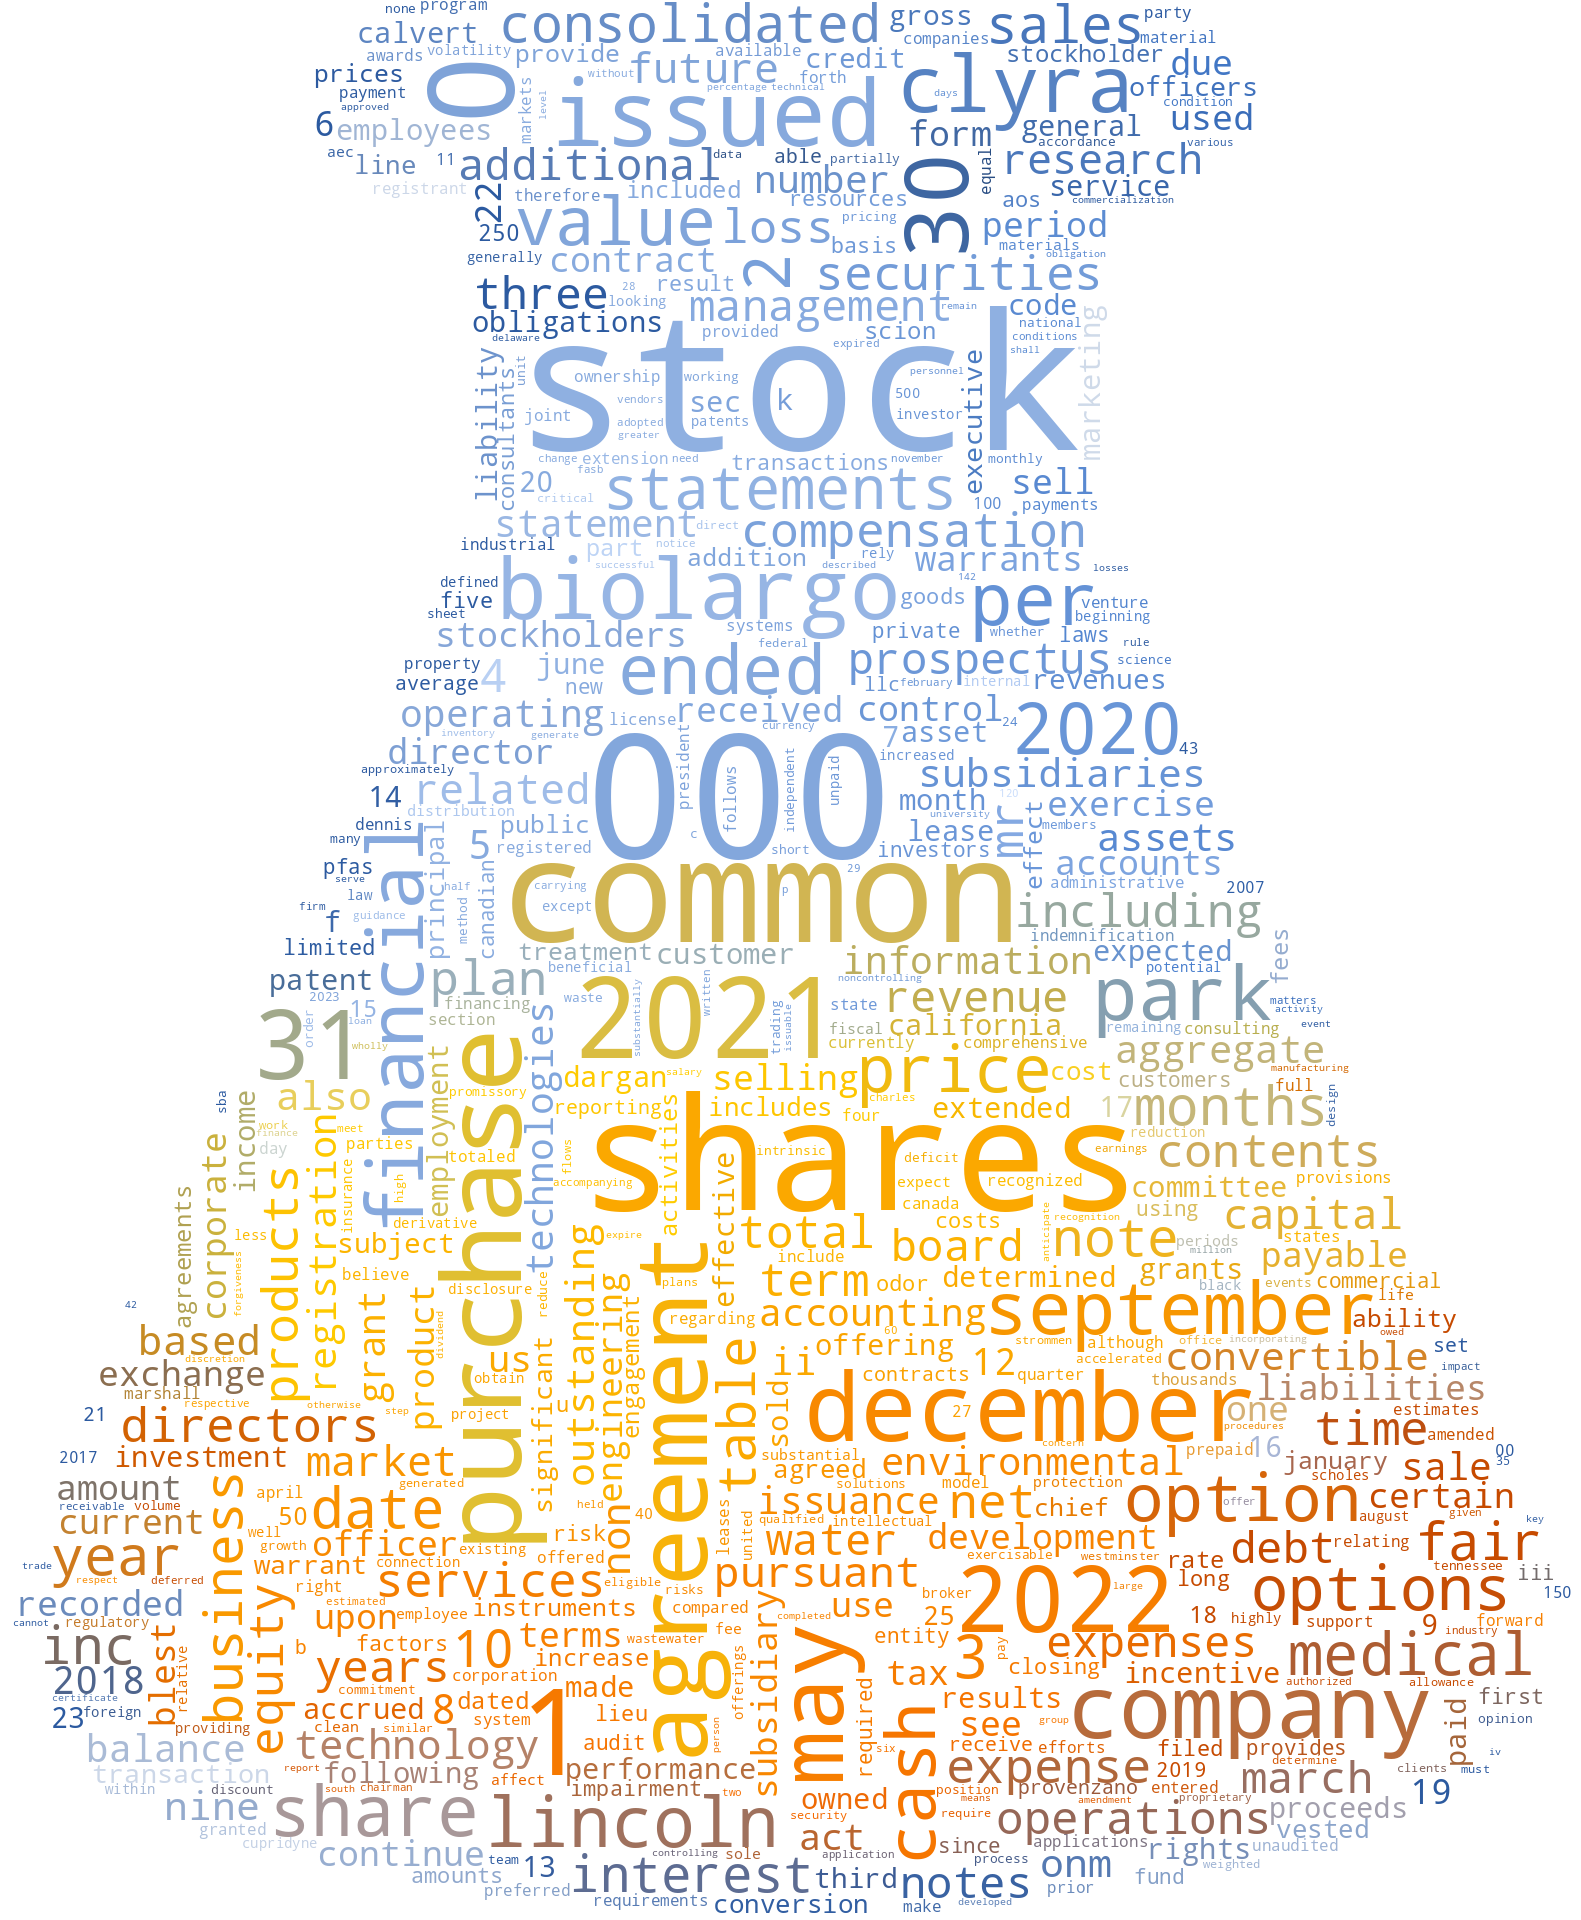 none program consolidated gross sales party
calvert companies material
awards volatility provide available credit stockholder
prices future due
without forth
payment markets level issued percentage technical clyra days officers
approved 0 condition
6 employees form general used
accordance various
aec line 11 additional data able partially 30 equal research
registrant 22 therefore included number resources aos service
commercialization
250 value loss pricing period
basis materials
generally contract obligation
three 28 result 2 securities
looking management remain code
obligations provided scion national
delaware expired conditions
liability unit stock shall marketing
consultants ownership working personnel executive
vendors sec k 500
joint adopted patents investor
greater
change extension need transactions november monthly
20 fasb statements sell
critical 100 payments
statement direct compensation
industrial part notice addition rely warrants
successful described losses
defined biolargo 142 per
five goods venture
sheet systems private whether beginning
stockholders federal laws rule
property june ended prospectus science
average 4 new llc february internal revenues
operating license received control 24 2020
currency 7 asset 43
director inventory generate president 000 increased
approximately follows independent unpaid subsidiaries
14 related month 120 exercise
distribution university
dennis public c lease mr effect members assets
many 5 registered short investors accounts
pfas financial principal common 29
serve law half carrying p administrative 2007
firm f guidance method canadian except including
limited indemnification
treatment customer information expected fees
patent plan beneficial noncontrolling potential
2023 15 financing waste 2021 written state revenue park matters
31 order loan section substantially trading issuable fiscal california remaining consulting activity
wholly technologies currently comprehensive event
employment purchase dargan salary selling price cost aggregate manufacturing
sba also promissory customers full
income reporting includes charles extended 17 months design
work registration meet activities shares four reduction
finance parties totaled flows intrinsic deficit earnings contents
day
corporate products insurance high accompanying expect recognized committee provisions
agreements derivative canada using capital
less subject expire total costs anticipate recognition note periods states
forgiveness believe agreement effective include board million payable
disclosure reduce plans term odor determined grants
black events commercial
42 grant product dividend outstanding engineering engagement regarding accounting september life
based us 60 ability
discretion table offering strommen although office incorporating owed
exchange obtain ii 12 accelerated convertible set
marshall contracts quarter thousands impact
respective otherwise step significant u sold december liabilities
21 directors project 27 one estimates
procedures time amended
2017 investment market substantial concern prepaid 16 00
amount generated agreed environmental january sale 35
solutions model protection scholes
receivable volume april held issuance option offer certain
current business 50 date non 40 leases united qualified intellectual net chief august given key
well growth officer risk water development fair
trade year connection existing offered exercisable westminster rate debt relating
respect deferred warrant services eligible risks pursuant tennessee
right large long options iii 150
recorded equity estimated instruments compared completed broker 2022
cannot regulatory upon employee use 25 18 highly support 9 forward
inc blest b factors 10 terms wastewater fee subsidiary may entity pay industry
relative increase offerings 3 expenses medical
2018 years corporation closing incentive
certificate commitment 1 made required tax authorized allowance
23 foreign accrued 8 dated lieu results company first
providing clean similar system person group paid opinion
balance technology audit cash see receive efforts filed provides
report performance six expense determine iv
transaction following affect position provenzano entered 2019 march clients must
within discount south chairman impairment two owned means amendment proprietary 19
nine share lincoln security require operations proceeds
granted act vested
cupridyne controlling sole since applications rights unaudited
continue team 13 application process onm weighted
amounts interest third notes prior fund
preferred
requirements conversion make developed